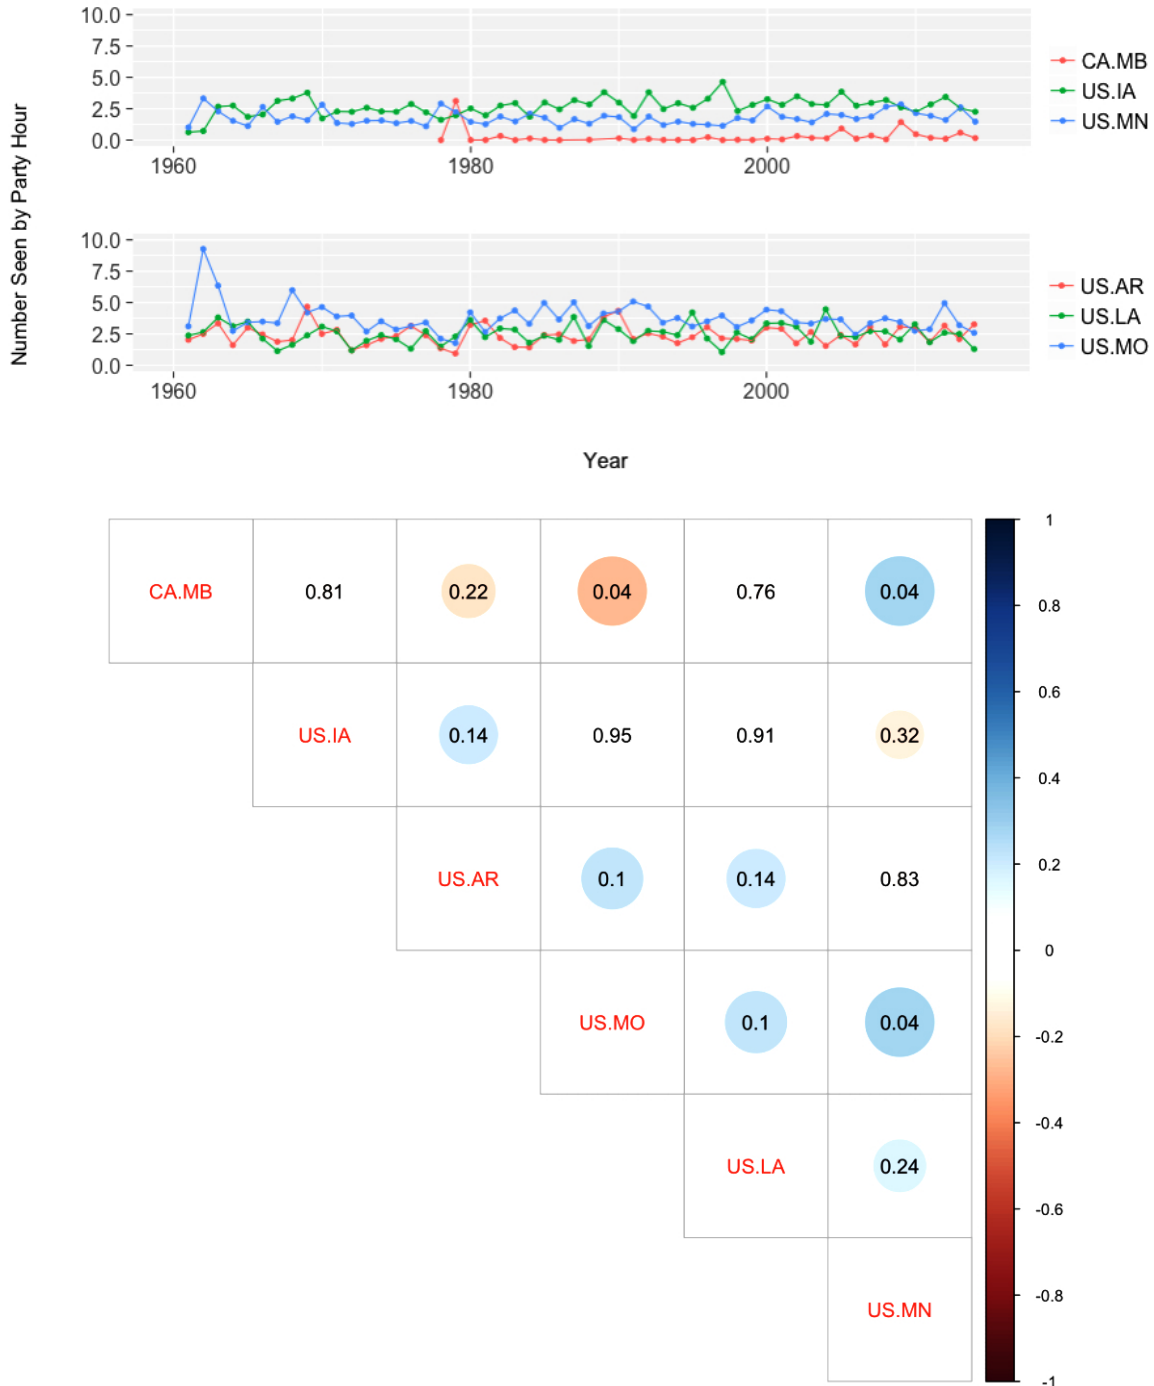 Number Seen by Party Hour
10.0
7.5
5.0
2.5
0.0
1960 1980 2000
CA.MB
US.IA
US.MN
10.0
7.5
5.0
2.5
0.0
1960 1980 2000
US.AR
US.LA
US.MO
Year
CA.MB 0.81 0.22 0.04 0.76 0.04
US.IA 0.14 0.95 0.91 0.32
US.AR 0.1 0.14 0.83
US.MO 0.1 0.04
US.LA 0.24
US.MN
1
0.8
0.6
0.4
0.2
0
-0.2
-0.4
-0.6
-0.8
-1